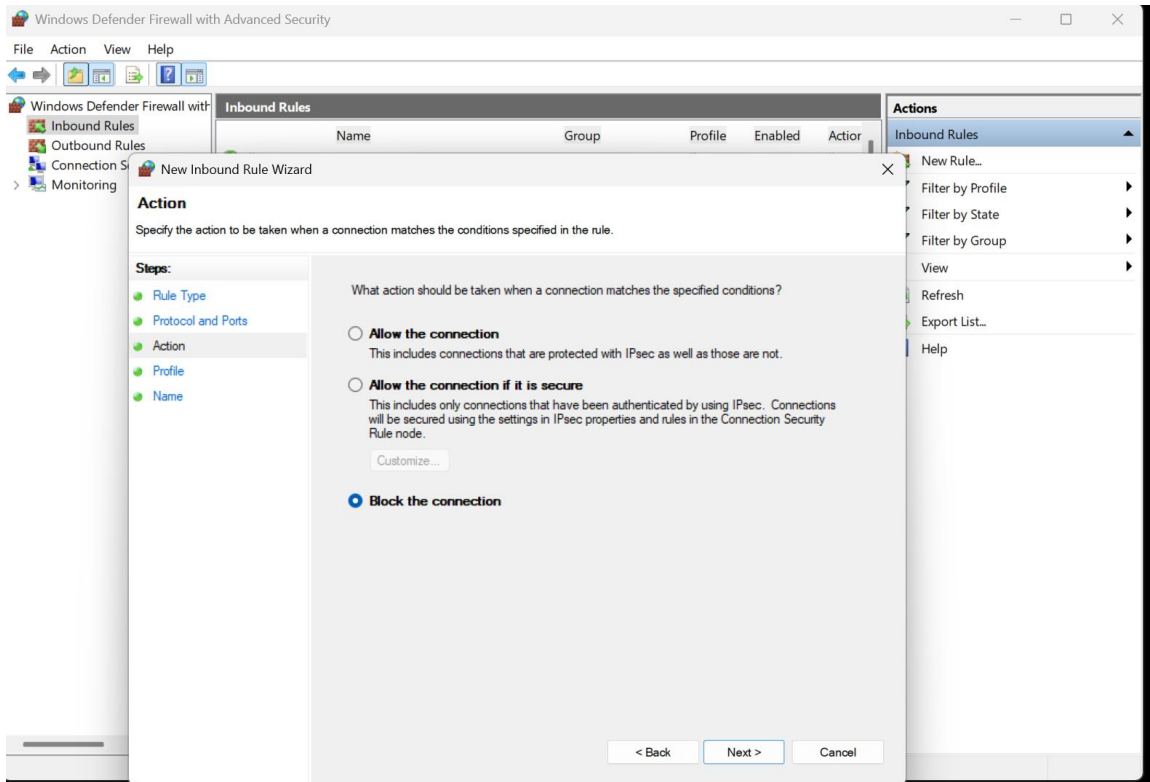 Windows Defender Firewall with Advanced Security
File Action View Help
Windows Defender Firewall with
Inbound Rules
Outbound Rules
Connection S
Monitoring
Inbound Rules
Name Group Profile Enabled Action
New Inbound Rule Wizard
Action
Specify the action to be taken when a connection matches the conditions specified in the rule.
Steps:
Rule Type
Protocol and Ports
Action
Profile
Name
What action should be taken when a connection matches the specified conditions?
Allow the connection
This includes connections that are protected with IPsec as well as those are not.
Allow the connection if it is secure
This includes only connections that have been authenticated by using IPsec. Connections
will be secured using the settings in IPsec properties and rules in the Connection Security
Rule node.
Customize...
Block the connection
< Back Next > Cancel
Actions
Inbound Rules
New Rule...
Filter by Profile
Filter by State
Filter by Group
View
Refresh
Export List...
Help